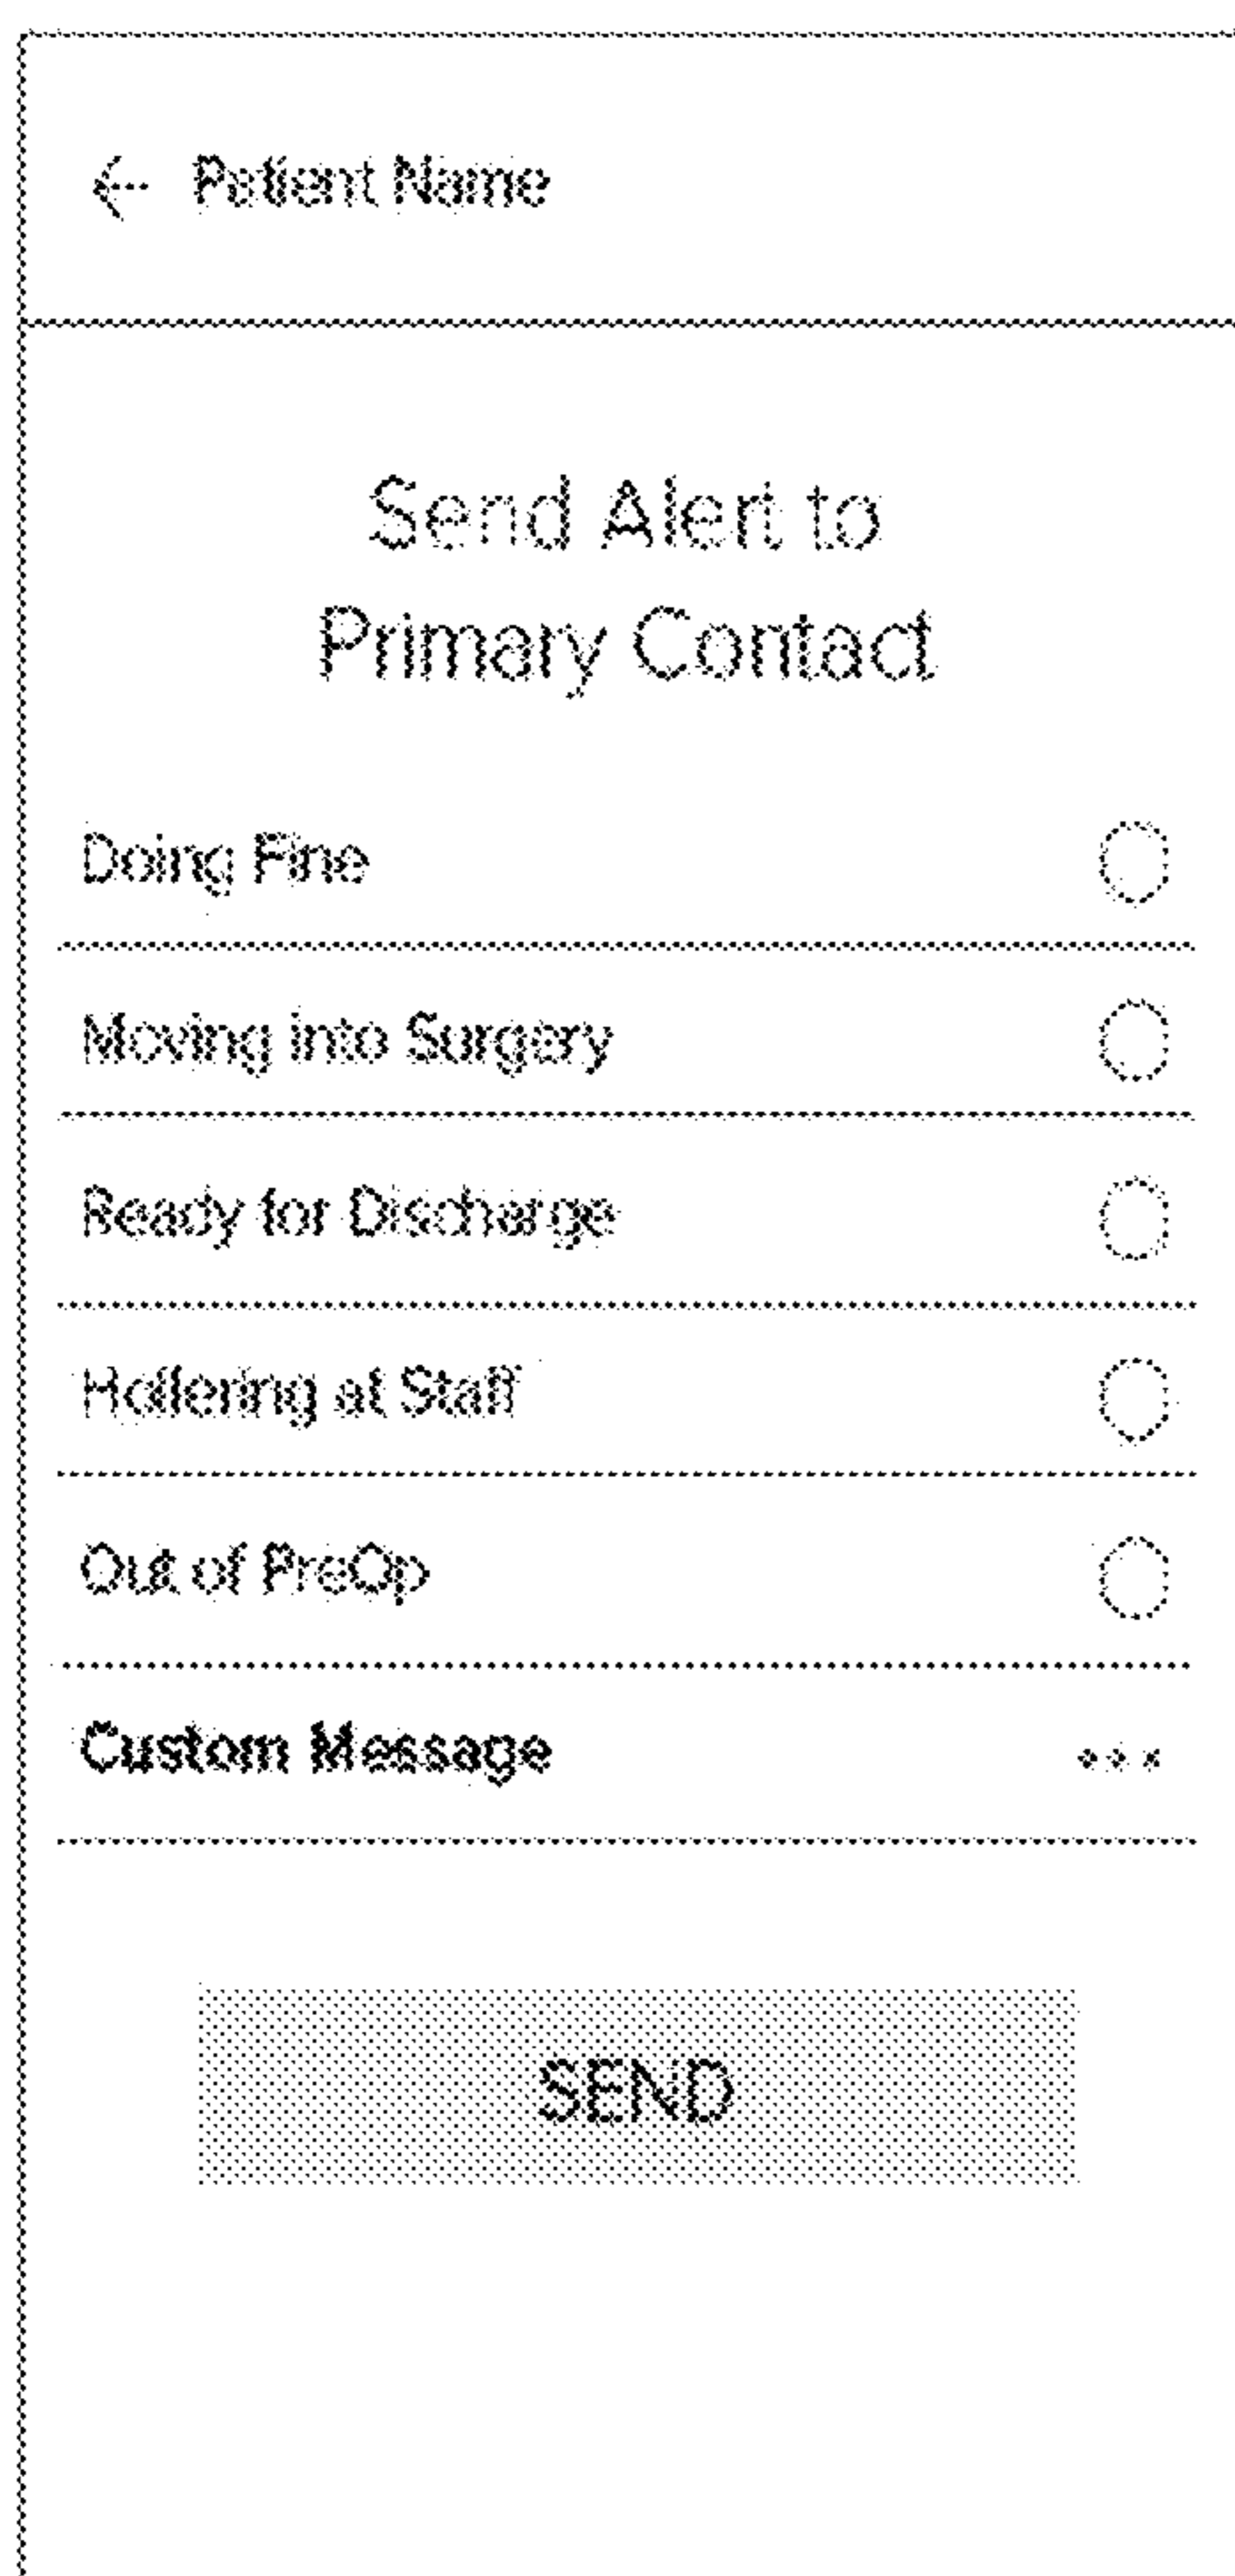 ← Patient Name
Send Alert to
Primary Contact
Doing Fine
Moving into Surgery
Ready for Discharge
Hollering at Staff
Out of PreOp
Custom Message
SEND